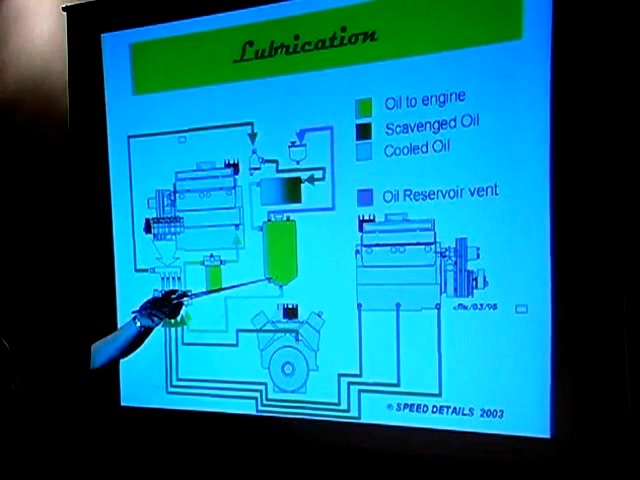 Lubrication
Oil to engine
Scavenged Oil
Cooled Oil
Oil Reservoir vent
© SPEED DETAILS 2003